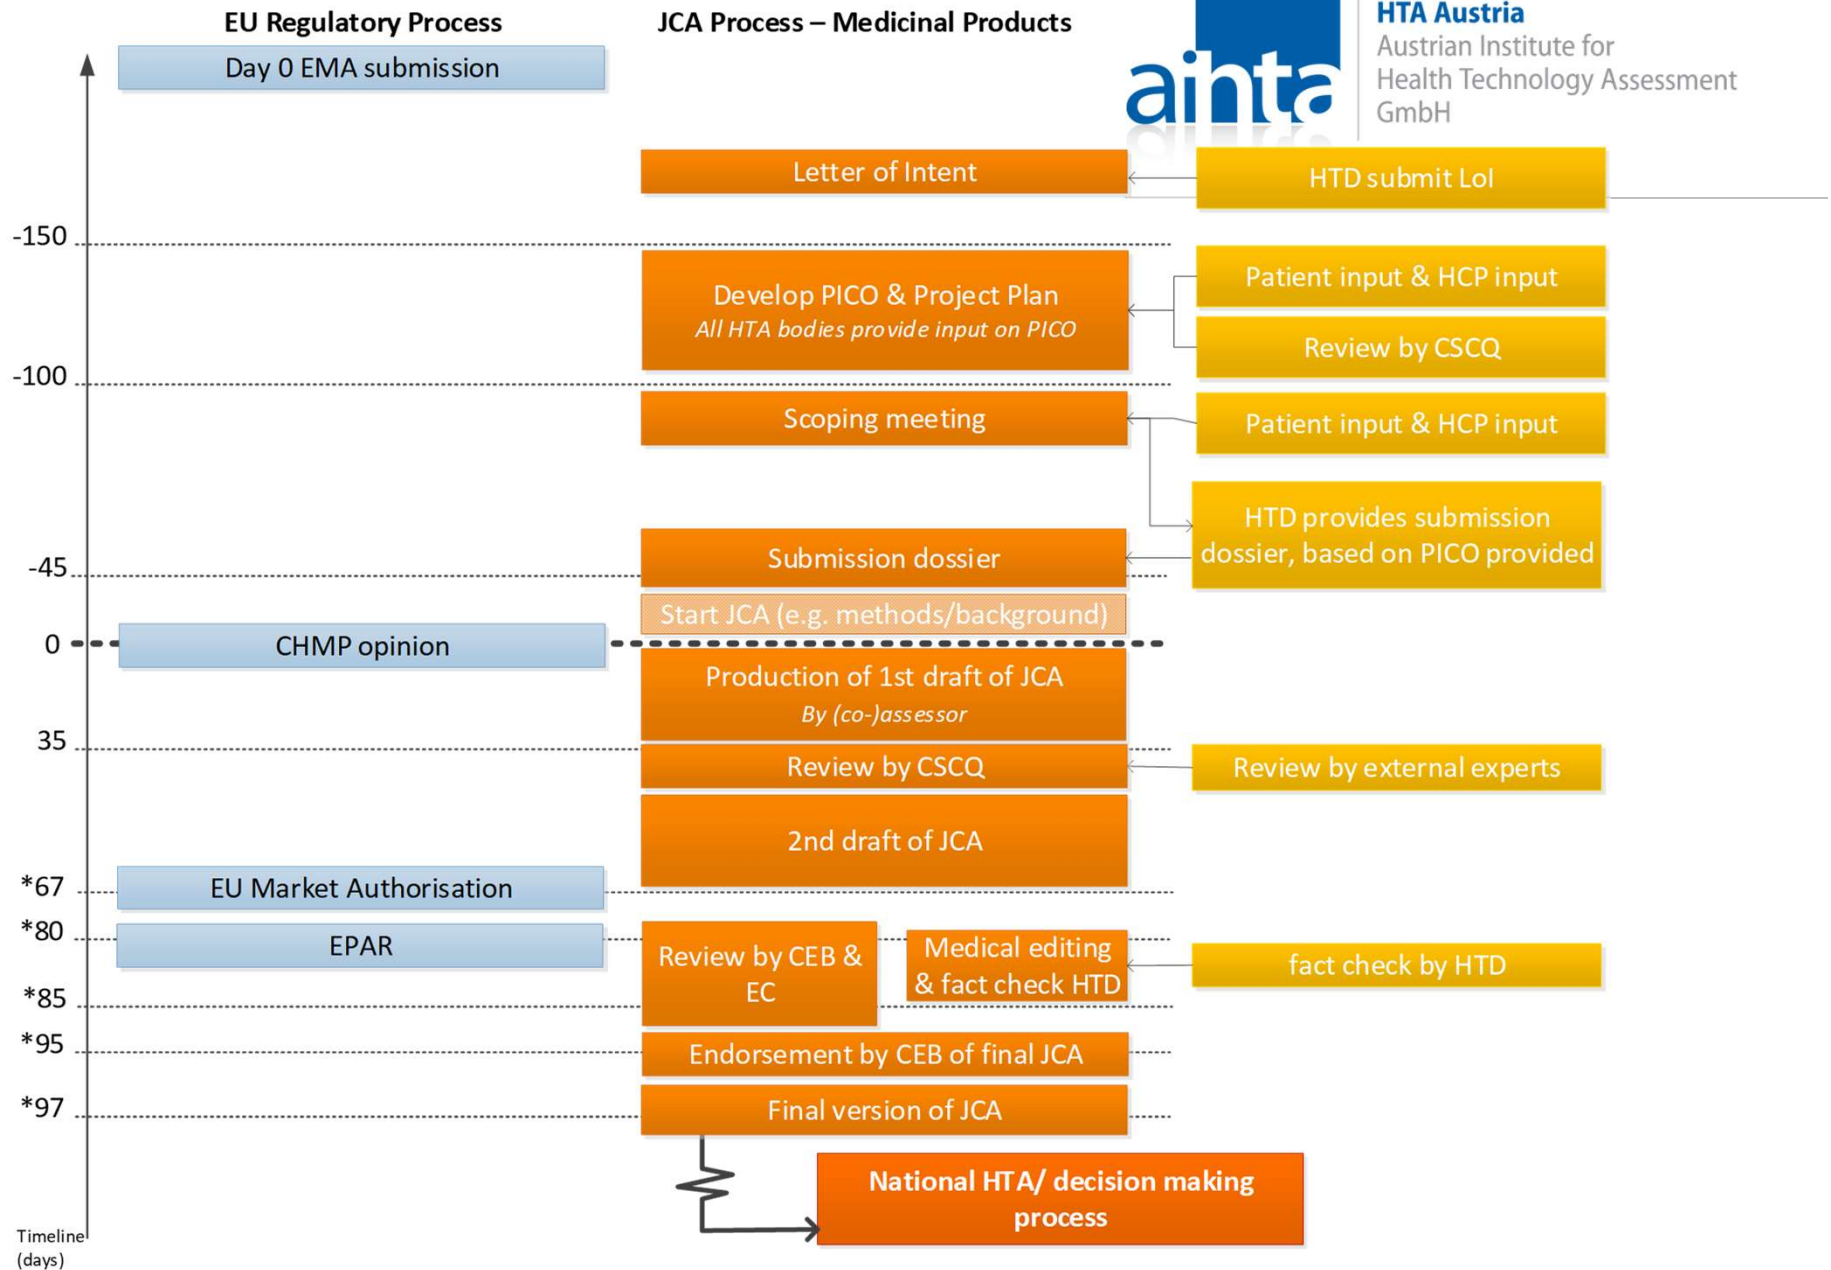 EU Regulatory Process
JCA Process – Medicinal Products
aihta
HTA Austria
Austrian Institute for
Health Technology Assessment
GmbH
Day 0 EMA submission
Letter of Intent
HTD submit LoI
-150
Develop PICO & Project Plan
All HTA bodies provide input on PICO
Patient input & HCP input
Review by CSCQ
-100
Scoping meeting
Patient input & HCP input
HTD provides submission
dossier, based on PICO provided
Submission dossier
-45
Start JCA (e.g. methods/background)
0
CHMP opinion
Production of 1st draft of JCA
By (co-)assessor
35
Review by CSCQ
Review by external experts
2nd draft of JCA
*67
EU Market Authorisation
*80
EPAR
Review by CEB &
EC
Medical editing
& fact check HTD
fact check by HTD
*85
*95
Endorsement by CEB of final JCA
*97
Final version of JCA
National HTA/ decision making
process
Timeline
(days)